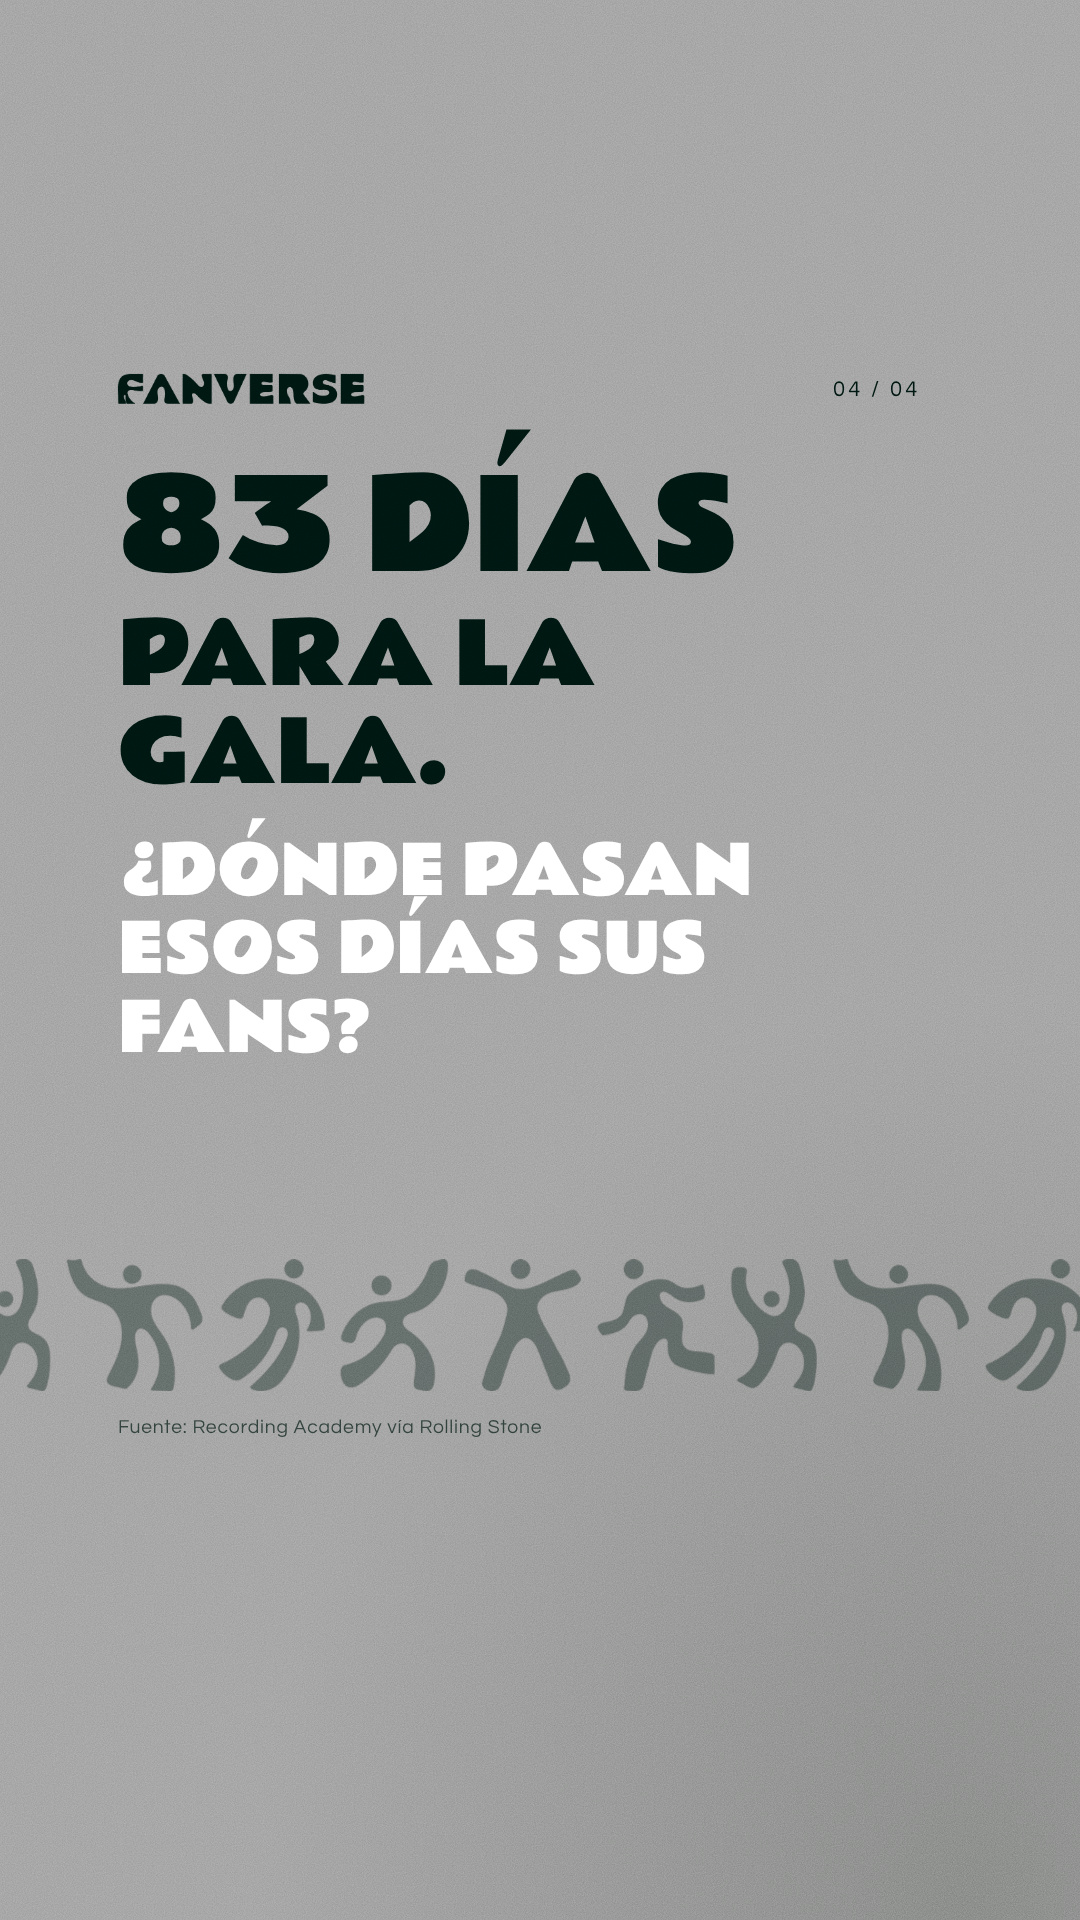 FANVERSE
04 / 04
83 DÍAS
PARA LA
GALA.
¿DÓNDE PASAN
ESOS DÍAS SUS
FANS?
Fuente: Recording Academy vía Rolling Stone